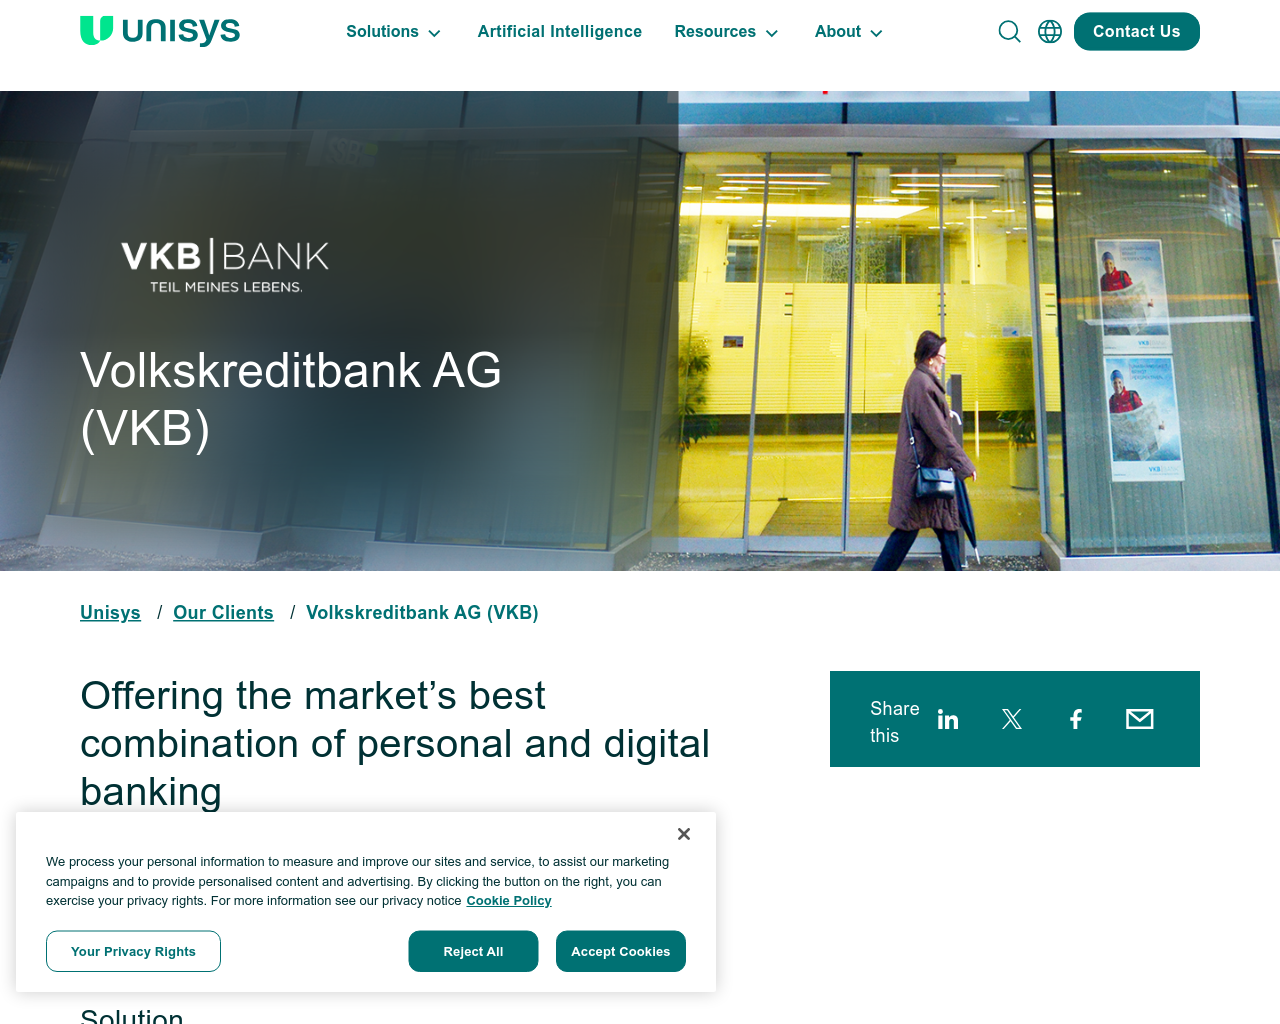 unisys
Solutions
Artificial Intelligence
Resources
About
Contact Us
VKB|BANK
TEIL MEINES LEBENS.
Volkskreditbank AG
(VKB)
Unisys / Our Clients / Volkskreditbank AG (VKB)
Offering the market’s best
combination of personal and digital
banking
Share
this
We process your personal information to measure and improve our sites and service, to assist our marketing
campaigns and to provide personalised content and advertising. By clicking the button on the right, you can
exercise your privacy rights. For more information see our privacy notice Cookie Policy
Your Privacy Rights
Reject All
Accept Cookies
Solution